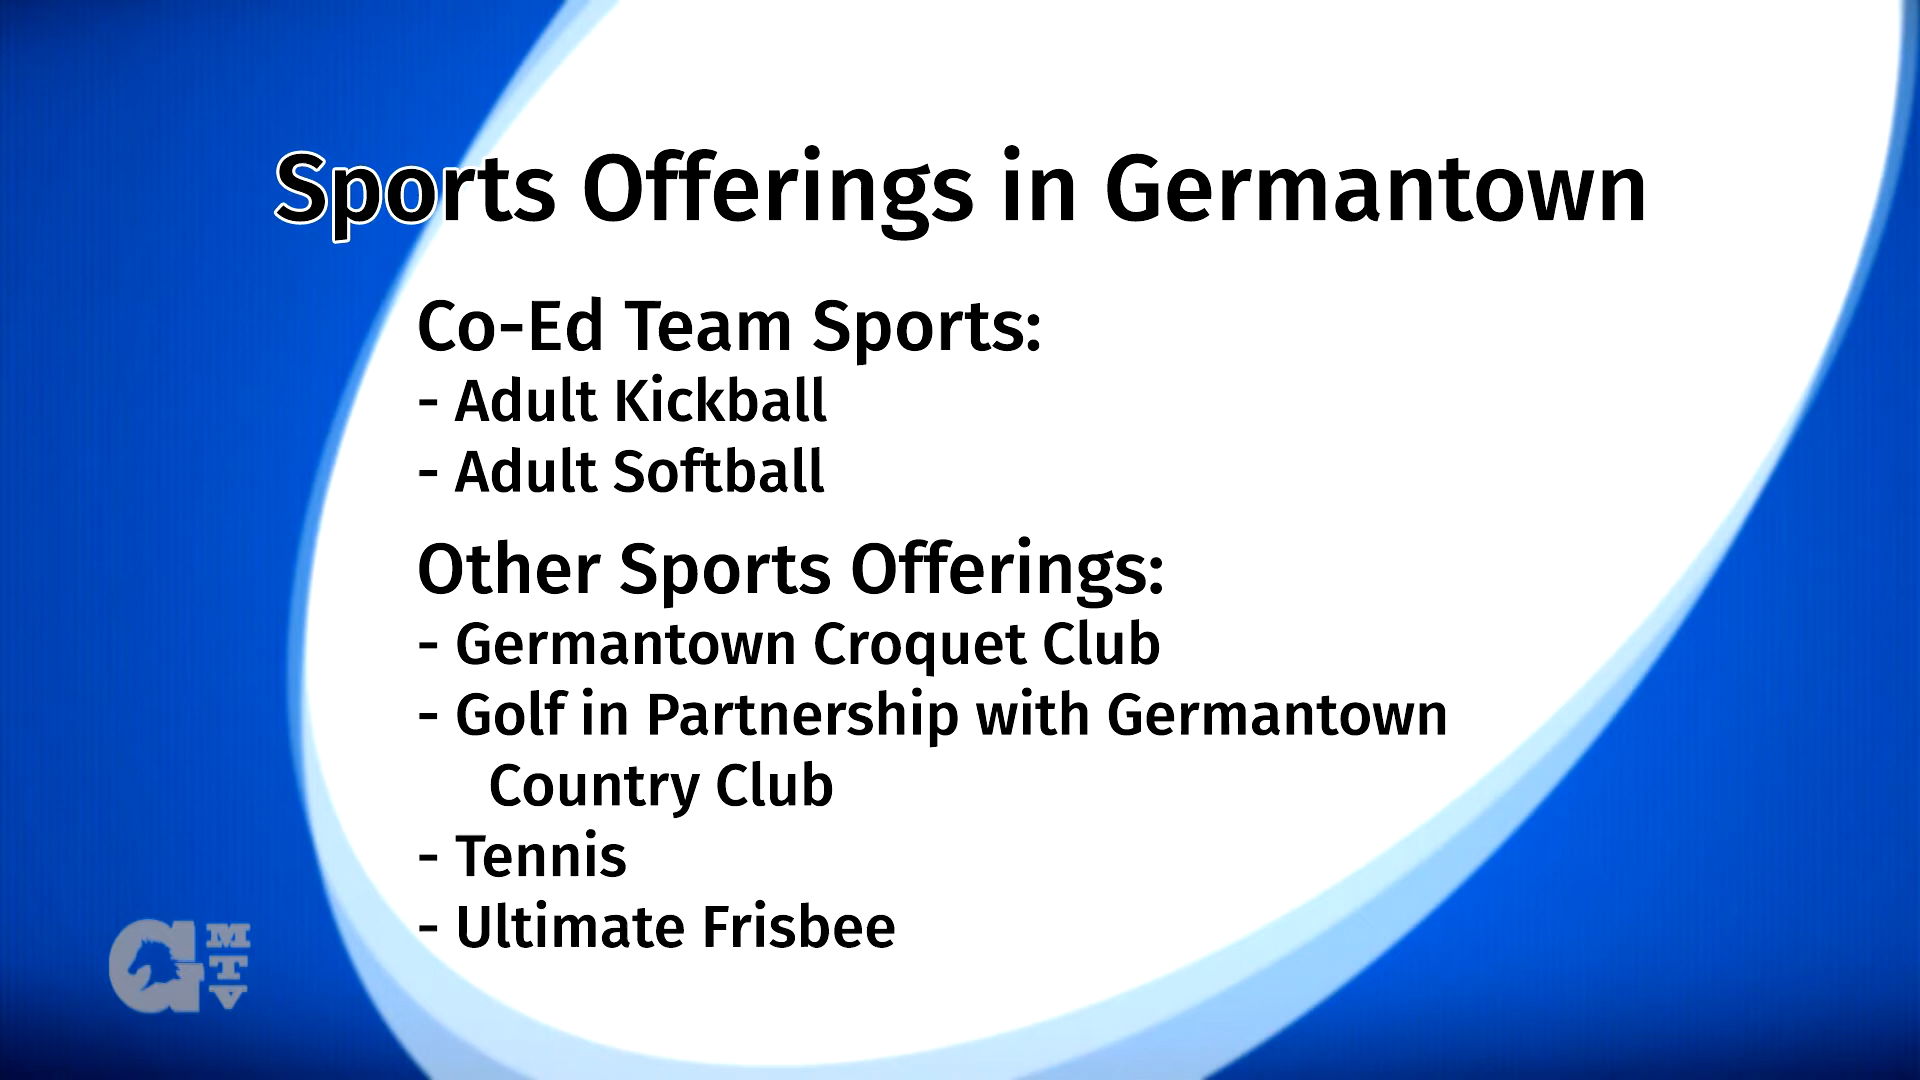 Sports Offerings in Germantown
Co-Ed Team Sports:
- Adult Kickball
- Adult Softball
Other Sports Offerings:
- Germantown Croquet Club
- Golf in Partnership with Germantown
Country Club
- Tennis
- Ultimate Frisbee
G MTV